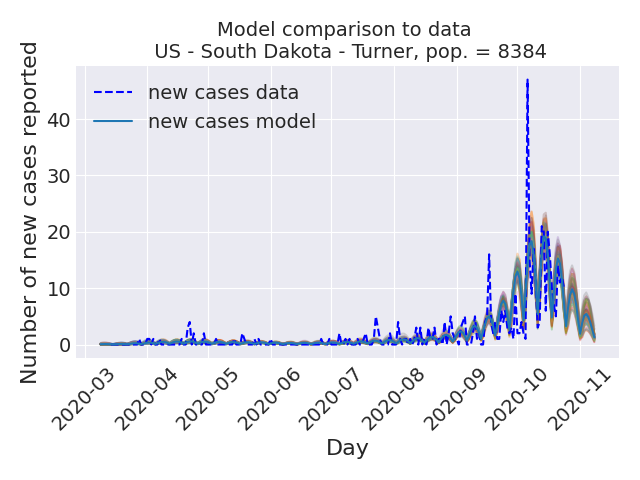 Model comparison to data
US - South Dakota - Turner, pop. = 8384
Number of new cases reported
new cases data
new cases model
40
30
20
10
0
2020-03
2020-04
2020-05
2020-06
2020-07
2020-08
2020-09
2020-10
2020-11
Day